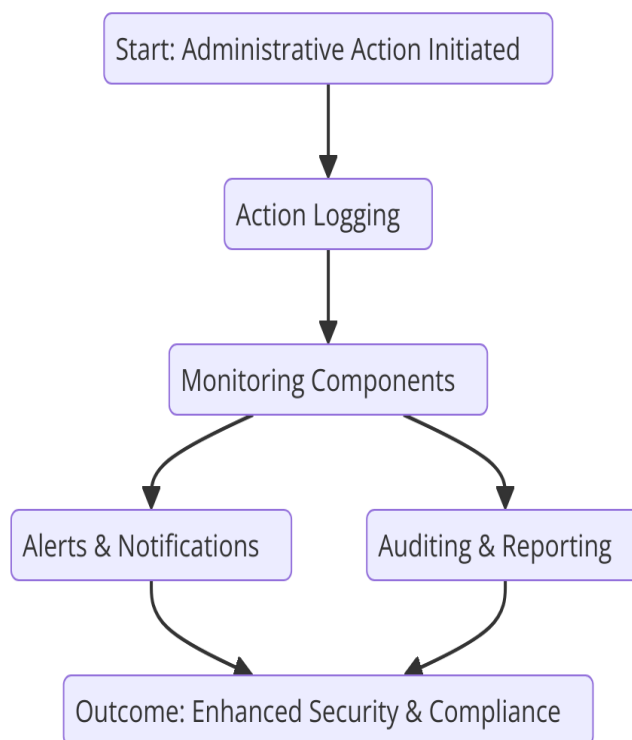 Start: Administrative Action Initiated
Action Logging
Monitoring Components
Alerts & Notifications
Auditing & Reporting
Outcome: Enhanced Security & Compliance